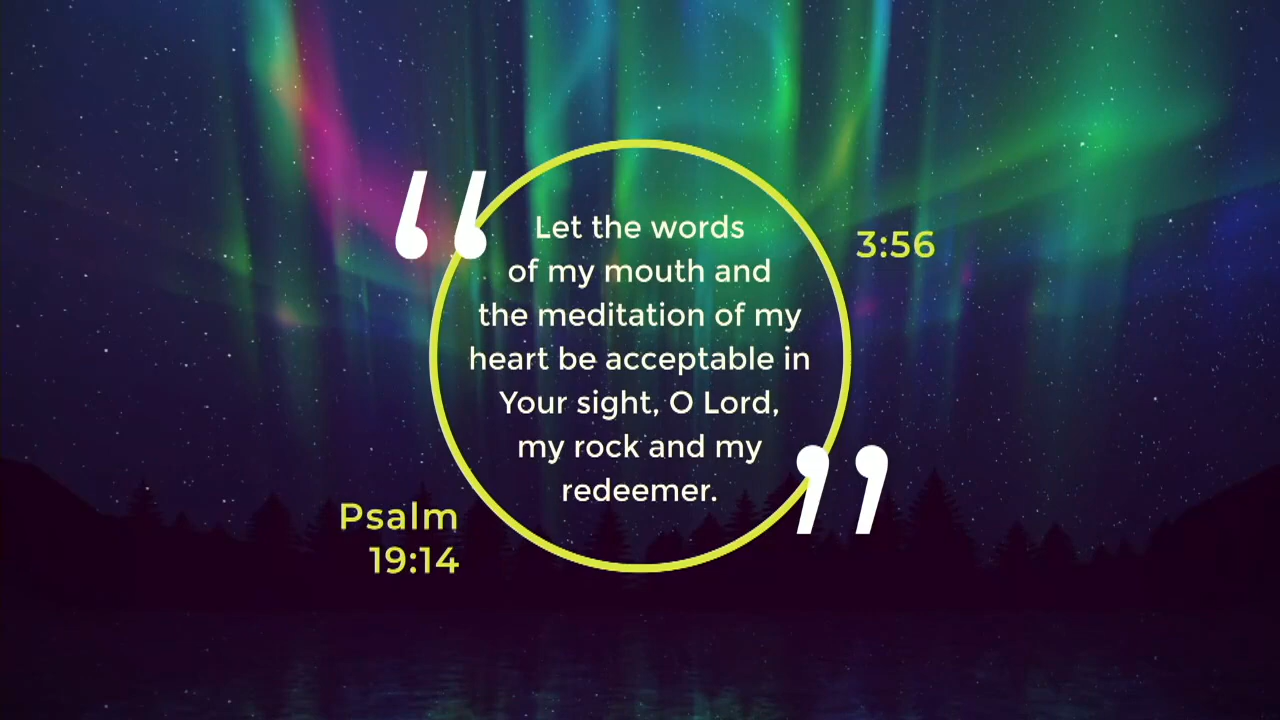 Let the words
of my mouth and
the meditation of my
heart be acceptable in
Your sight, O Lord,
my rock and my
redeemer.
3:56
Psalm
19:14